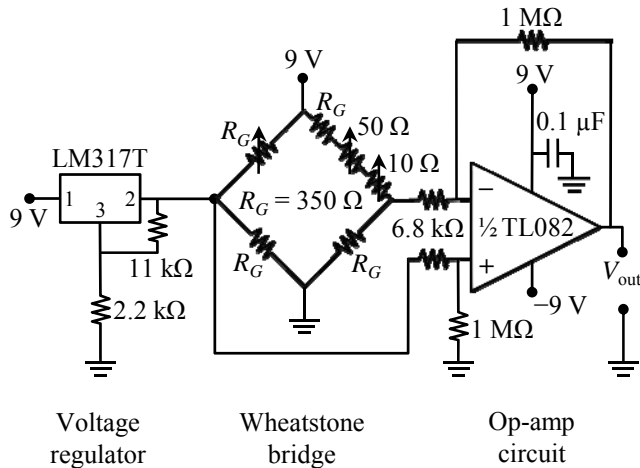 1 MΩ
9 V
9 V
R_G
50 Ω
0.1 μF
R_G
LM317T
10 Ω
−
9 V
1
2
3
R_G = 350 Ω
6.8 kΩ
½ TL082
11 kΩ
R_G
R_G
+
V_out
2.2 kΩ
−9 V
1 MΩ
Voltage
regulator
Wheatstone
bridge
Op-amp
circuit